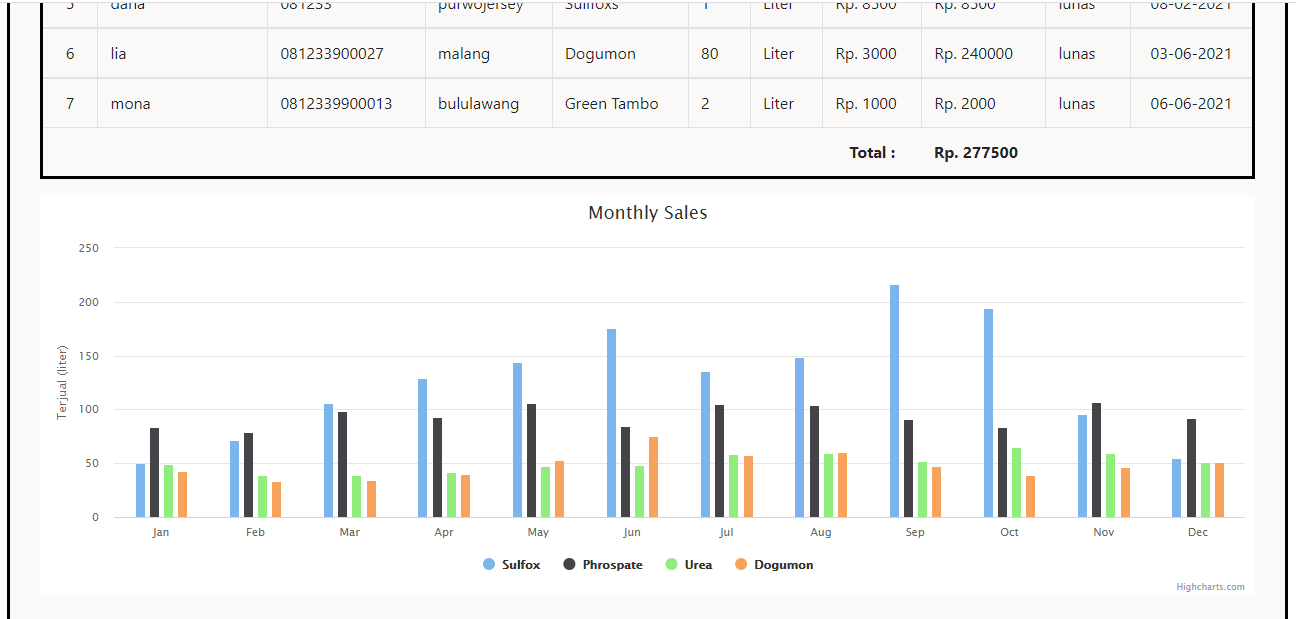 5 dana 081233 purwojersey Sulfoxs 1 Liter Rp. 8500 Rp. 8500 lunas 08-02-2021
6 lia 081233900027 malang Dogumon 80 Liter Rp. 3000 Rp. 240000 lunas 03-06-2021
7 mona 0812339900013 bululawang Green Tambo 2 Liter Rp. 1000 Rp. 2000 lunas 06-06-2021
Total : Rp. 277500
Monthly Sales
Terjual (liter)
250
200
150
100
50
0
Jan Feb Mar Apr May Jun Jul Aug Sep Oct Nov Dec
Sulfox Phrospate Urea Dogumon
Highcharts.com